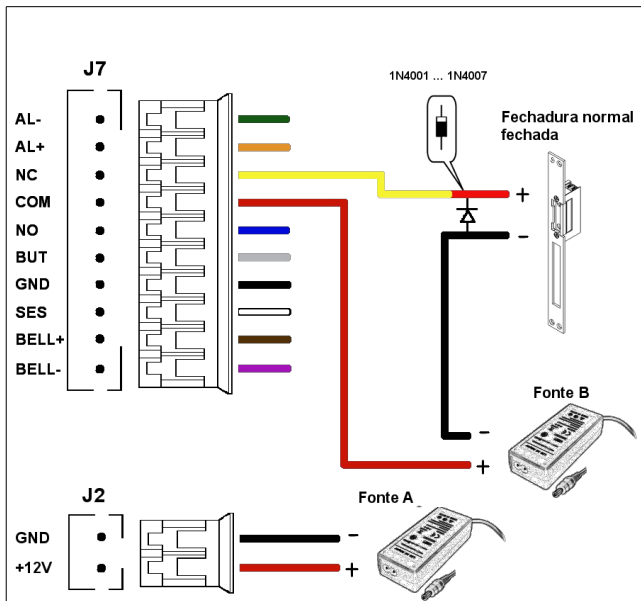 J7
1N4001 ... 1N4007
Fechadura normal
fechada
AL-
AL+
NC
COM
NO
BUT
GND
SES
BELL+
BELL-
+
-
Fonte B
-
+
J2
Fonte A
GND
+12V
-
+